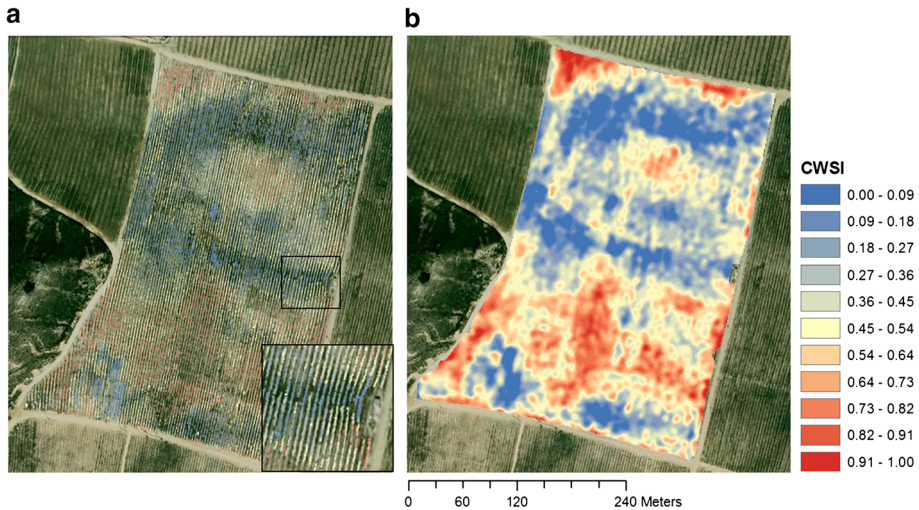 a
b
CWSI
0.00 - 0.09
0.09 - 0.18
0.18 - 0.27
0.27 - 0.36
0.36 - 0.45
0.45 - 0.54
0.54 - 0.64
0.64 - 0.73
0.73 - 0.82
0.82 - 0.91
0.91 - 1.00
0 60 120 240 Meters